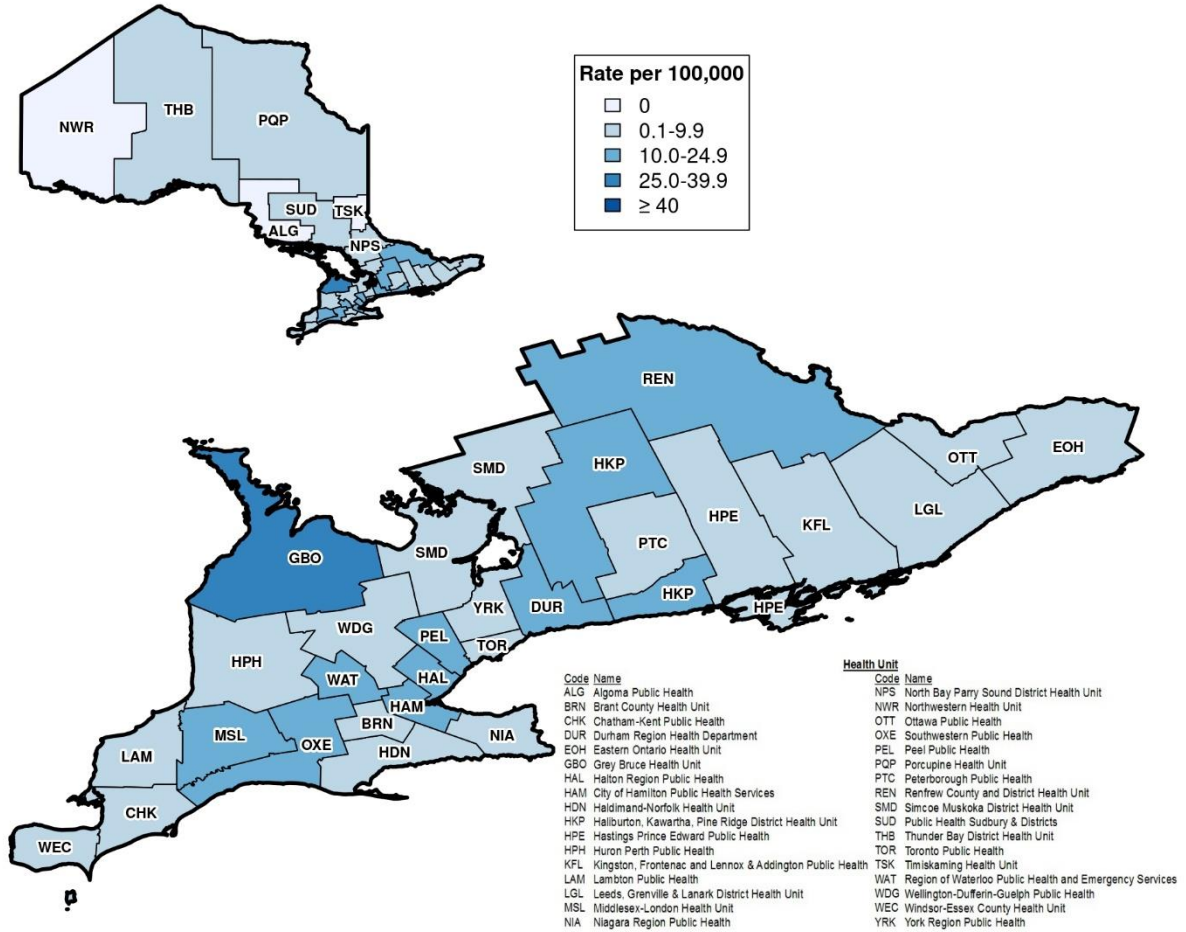 Rate per 100,000
0
0.1-9.9
10.0-24.9
25.0-39.9
≥ 40
NWR
THB
PQP
SUD
TSK
ALG
NPS
REN
SMD
HKP
OTT
EOH
LGL
HPE
KFL
PTC
GBO
SMD
HKP
HPE
DUR
YRK
WDG
PEL
TOR
HPH
WAT
HAL
HAM
MSL
OXE
BRN
NIA
LAM
HDN
CHK
WEC
Health Unit
Code Name
ALG Algoma Public Health
BRN Brant County Health Unit
CHK Chatham-Kent Public Health
DUR Durham Region Health Department
EOH Eastern Ontario Health Unit
GBO Grey Bruce Health Unit
HAL Halton Region Public Health
HAM City of Hamilton Public Health Services
HDN Haldimand-Norfolk Health Unit
HKP Haliburton, Kawartha, Pine Ridge District Health Unit
HPE Hastings Prince Edward Public Health
HPH Huron Perth Public Health
KFL Kingston, Frontenac and Lennox & Addington Public Health
LAM Lambton Public Health
LGL Leeds, Grenville & Lanark District Health Unit
MSL Middlesex-London Health Unit
NIA Niagara Region Public Health
Code Name
NPS North Bay Parry Sound District Health Unit
NWR Northwestern Health Unit
OTT Ottawa Public Health
OXE Southwestern Public Health
PEL Peel Public Health
PQP Porcupine Health Unit
PTC Peterborough Public Health
REN Renfrew County and District Health Unit
SMD Simcoe Muskoka District Health Unit
SUD Public Health Sudbury & Districts
THB Thunder Bay District Health Unit
TOR Toronto Public Health
TSK Timiskaming Health Unit
WAT Region of Waterloo Public Health and Emergency Services
WDG Wellington-Dufferin-Guelph Public Health
WEC Windsor-Essex County Health Unit
YRK York Region Public Health